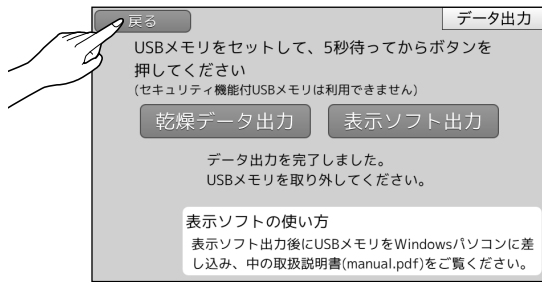 戻る
データ出力
USBメモリをセットして、5秒待ってからボタンを
押してください
(セキュリティ機能付USBメモリは利用できません)
乾燥データ出力
表示ソフト出力
データ出力を完了しました。
USBメモリを取り外してください。
表示ソフトの使い方
表示ソフト出力後にUSBメモリをWindowsパソコンに差
し込み、中の取扱説明書(manual.pdf)をご覧ください。